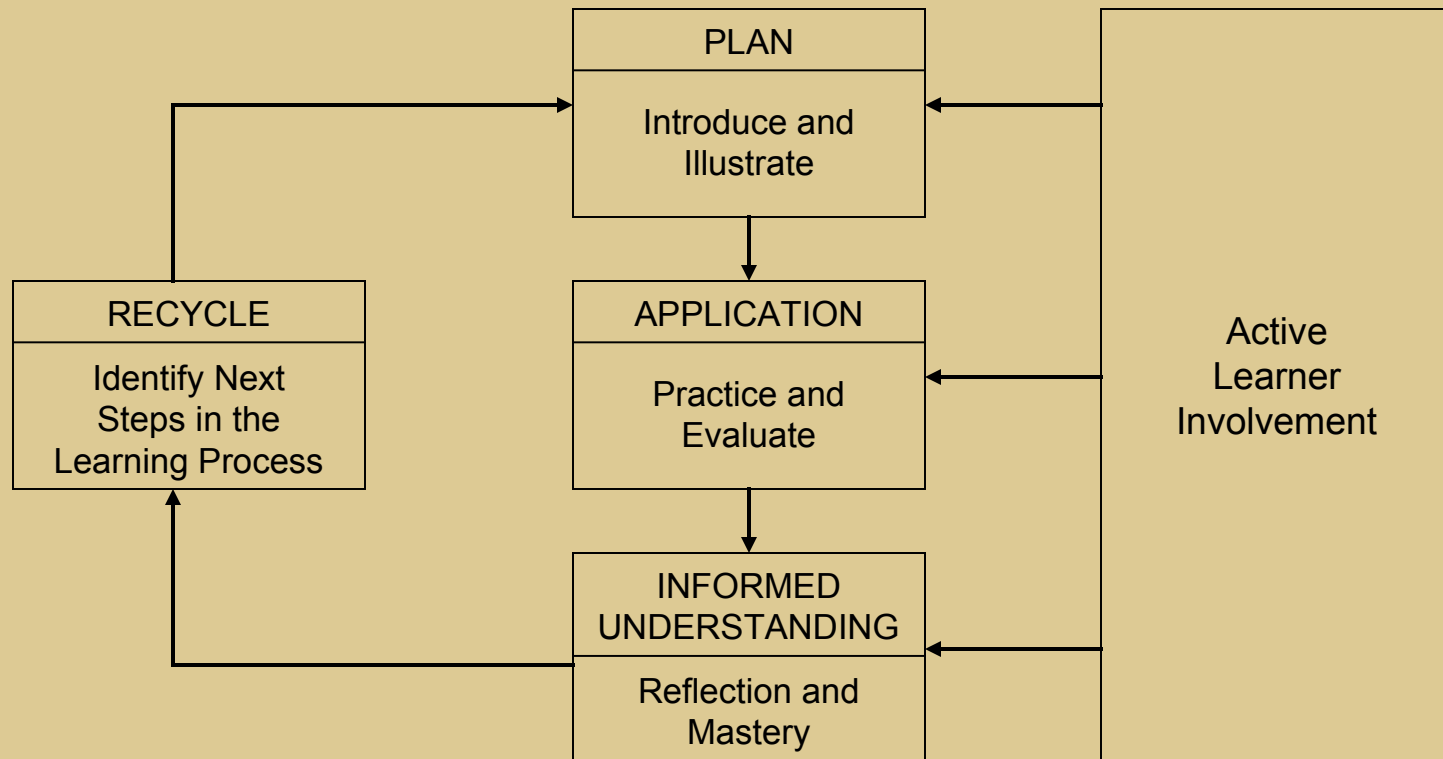 PLAN
Introduce and
Illustrate
RECYCLE
Identify Next
Steps in the
Learning Process
APPLICATION
Practice and
Evaluate
Active
Learner
Involvement
INFORMED
UNDERSTANDING
Reflection and
Mastery